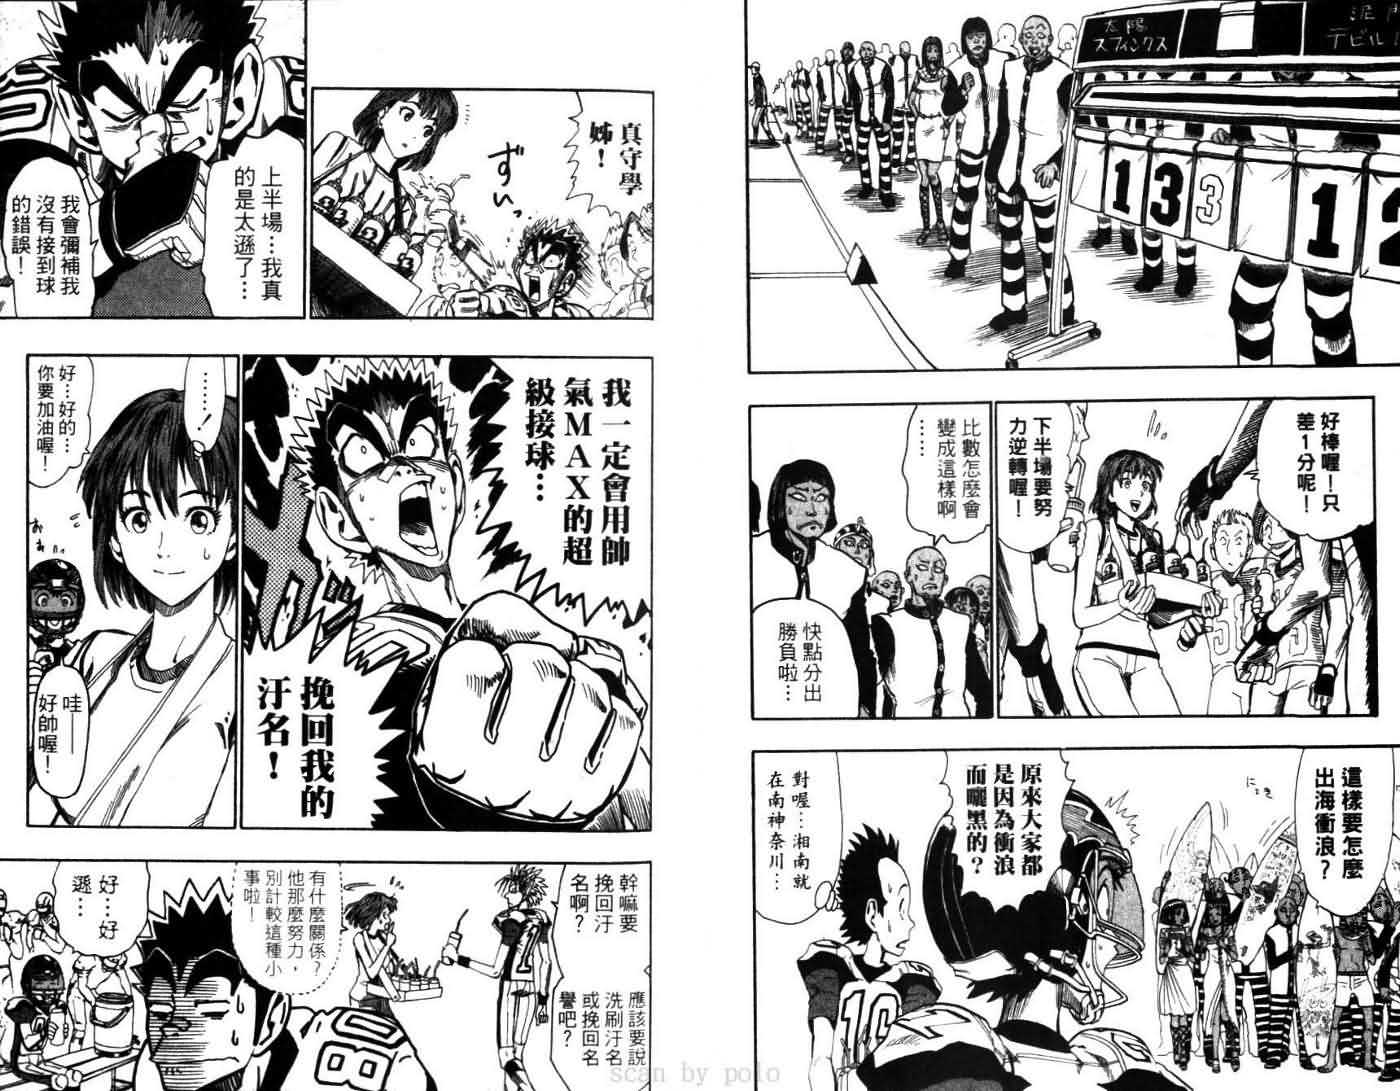 太陽
スフィンクス
デビル
1
3
3
1
2
好棒喔！只
差1分呢！
下半場要努
力逆轉喔！
比數怎麼會
變成這樣啊
……
快點分出
勝負啦…
這樣要怎麼
出海衝浪？
原來大家都
是因為衝浪
而曬黑的？
對喔…湘南就
在南神奈川…
16
真守學
姊！
ずいっ
上半場…我真
的是太遜了…
我會彌補我
沒有接到球
的錯誤！
我一定會用帥
氣MAX的超
級接球…
挽回我的
汙名！
……！
好…好的…
你要加油喔！
哇——
好帥喔！
幹嘛要
挽回汙
名啊？
應該要說
洗刷汙名
或挽回名
譽吧？
有什麼關係？
他那麼努力，
別計較這種小
事啦！
好…好
遜…
1
80
scan by polo